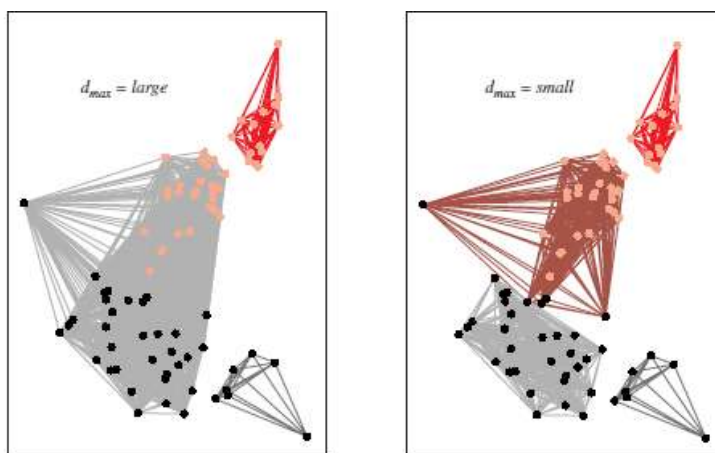 d_max = large
d_max = small